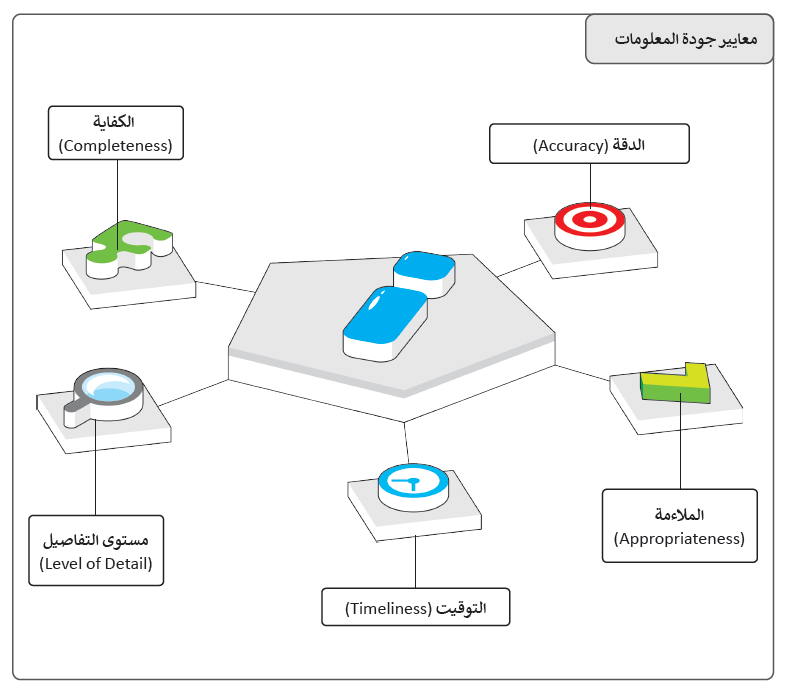 معايير جودة المعلومات
الدقة (Accuracy)
الكفاية
(Completeness)
الملاءمة
(Appropriateness)
مستوى التفاصيل
(Level of Detail)
التوقيت (Timeliness)